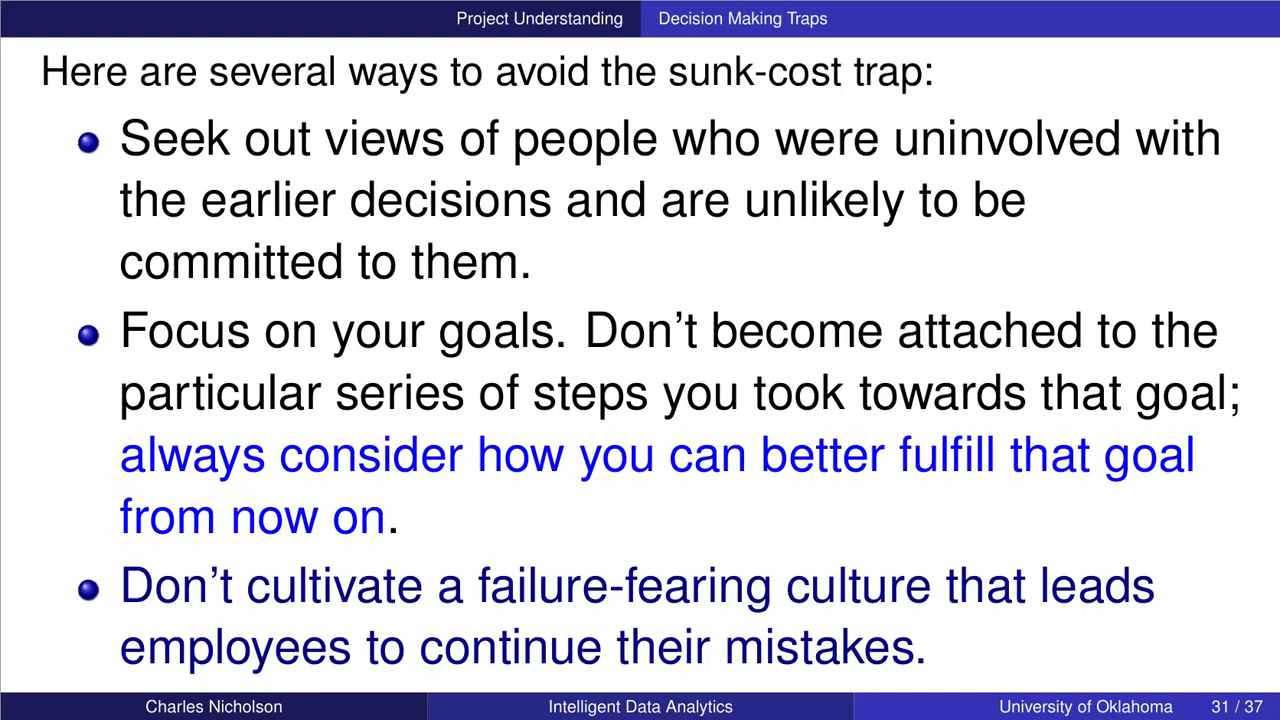 Project Understanding Decision Making Traps
Here are several ways to avoid the sunk-cost trap:
Seek out views of people who were uninvolved with
the earlier decisions and are unlikely to be
committed to them.
Focus on your goals. Don't become attached to the
particular series of steps you took towards that goal;
always consider how you can better fulfill that goal
from now on.
Don't cultivate a failure-fearing culture that leads
employees to continue their mistakes.
Charles Nicholson Intelligent Data Analytics University of Oklahoma 31 / 37